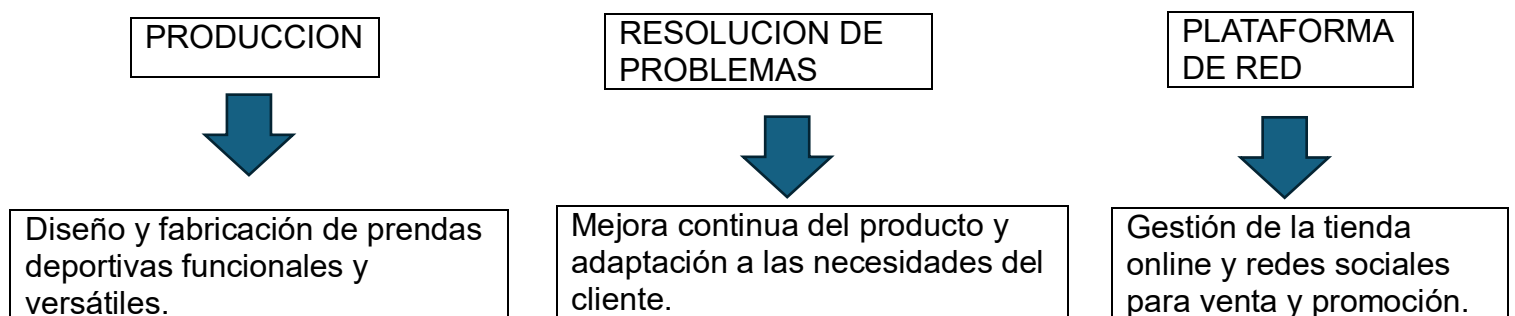 PRODUCCION
RESOLUCION DE
PROBLEMAS
PLATAFORMA
DE RED
Diseño y fabricación de prendas
deportivas funcionales y
versátiles.
Mejora continua del producto y
adaptación a las necesidades del
cliente.
Gestión de la tienda
online y redes sociales
para venta y promoción.